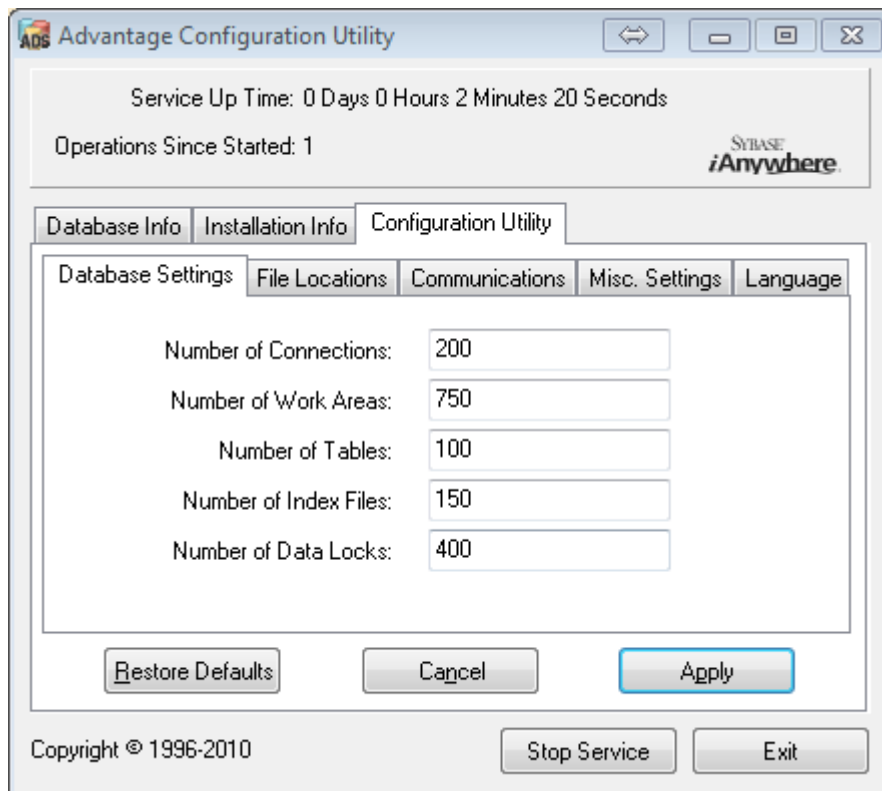 ADS Advantage Configuration Utility
Service Up Time: 0 Days 0 Hours 2 Minutes 20 Seconds
Operations Since Started: 1
SYBASE
iAnywhere.
Database Info Installation Info Configuration Utility
Database Settings File Locations Communications Misc. Settings Language
Number of Connections: 200
Number of Work Areas: 750
Number of Tables: 100
Number of Index Files: 150
Number of Data Locks: 400
Restore Defaults Cancel Apply
Copyright © 1996-2010 Stop Service Exit